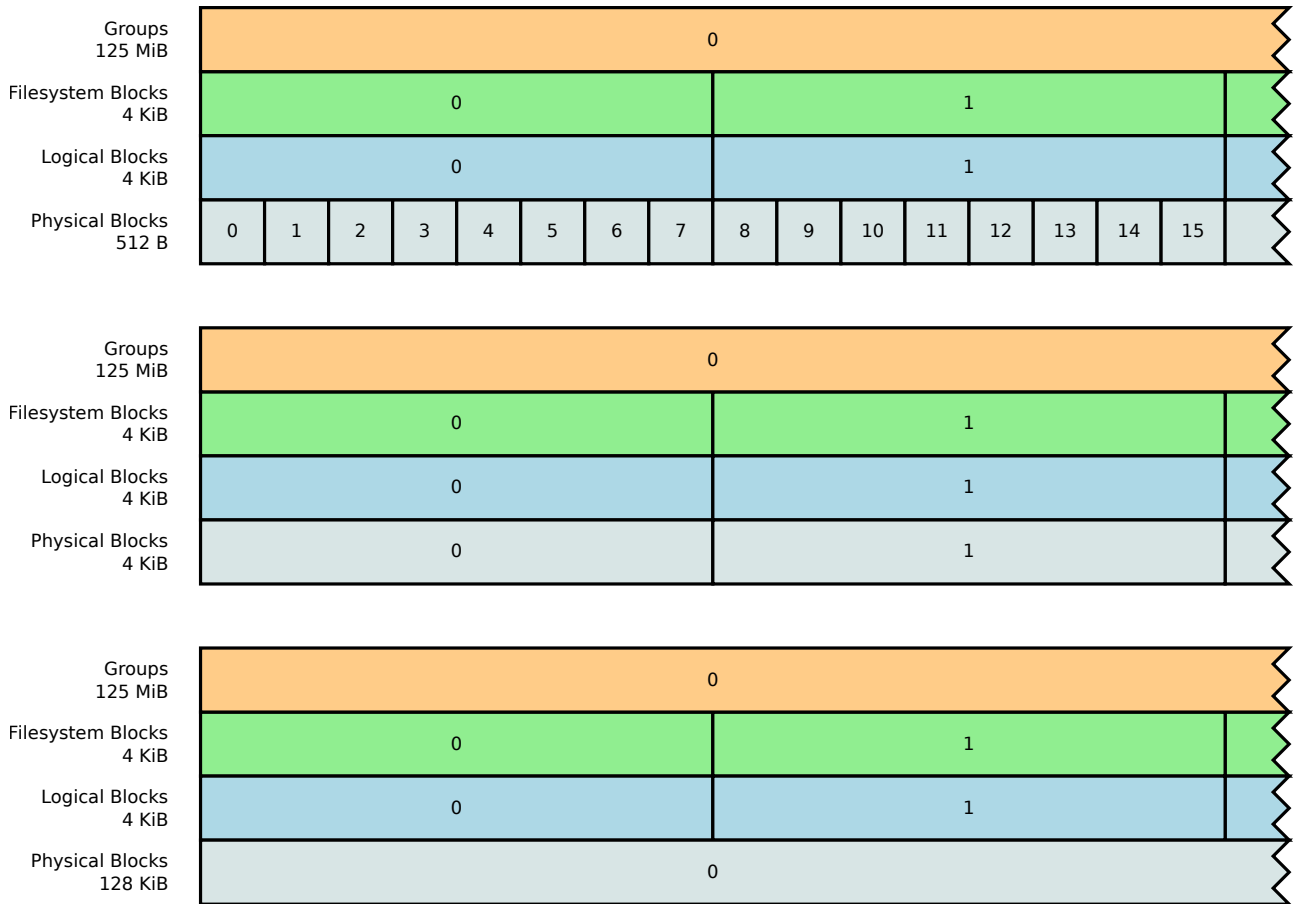 Groups
125 MiB
0
Filesystem Blocks
4 KiB
0 1
Logical Blocks
4 KiB
0 1
Physical Blocks
512 B
0 1 2 3 4 5 6 7 8 9 10 11 12 13 14 15
Groups
125 MiB
0
Filesystem Blocks
4 KiB
0 1
Logical Blocks
4 KiB
0 1
Physical Blocks
4 KiB
0 1
Groups
125 MiB
0
Filesystem Blocks
4 KiB
0 1
Logical Blocks
4 KiB
0 1
Physical Blocks
128 KiB
0